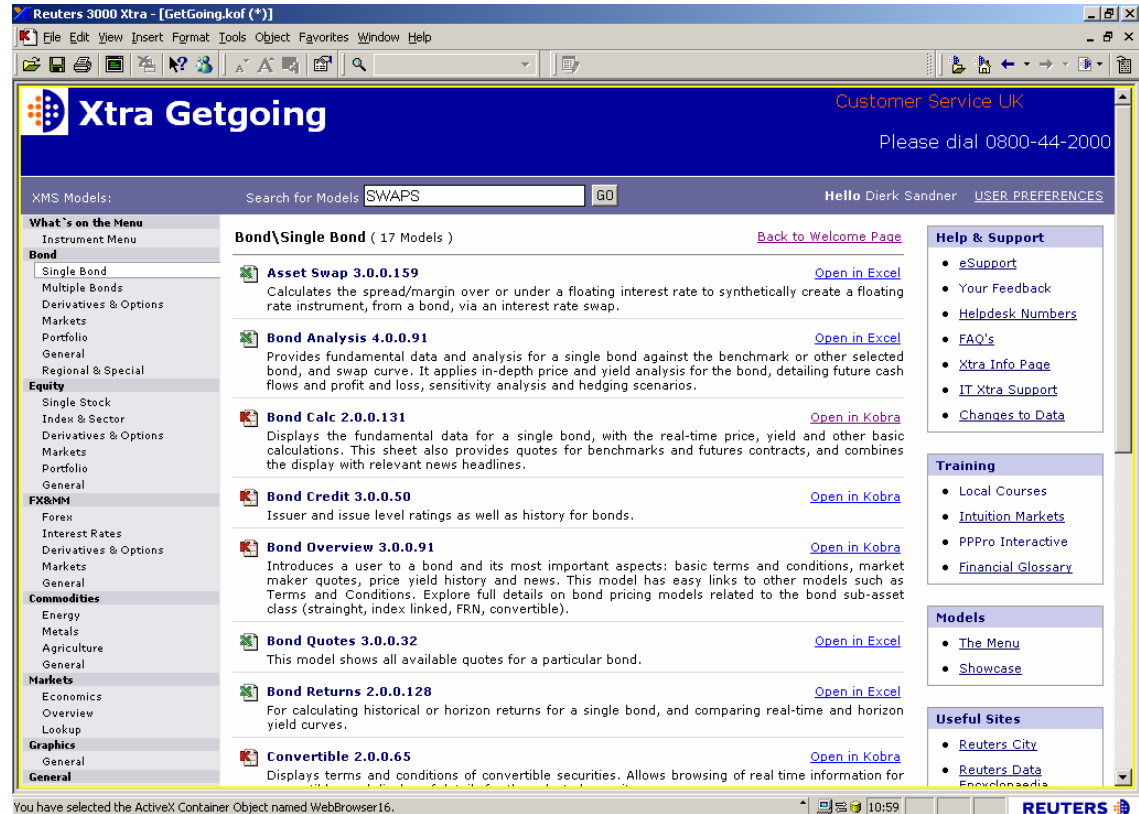 Reuters 3000 Xtra - [GetGoing.kof (*)]
File Edit View Insert Format Tools Object Favorites Window Help
Xtra Getgoing
Customer Service UK
Please dial 0800-44-2000
XMS Models:
Search for Models SWAPS GO
Hello Dierk Sandner USER PREFERENCES
What`s on the Menu
Instrument Menu
Bond
Single Bond
Multiple Bonds
Derivatives & Options
Markets
Portfolio
General
Regional & Special
Equity
Single Stock
Index & Sector
Derivatives & Options
Markets
Portfolio
General
FX&MM
Forex
Interest Rates
Derivatives & Options
Markets
General
Commodities
Energy
Metals
Agriculture
General
Markets
Economics
Overview
Lookup
Graphics
General
General
Bond\Single Bond ( 17 Models ) Back to Welcome Page
Asset Swap 3.0.0.159 Open in Excel
Calculates the spread/margin over or under a floating interest rate to synthetically create a floating
rate instrument, from a bond, via an interest rate swap.
Bond Analysis 4.0.0.91 Open in Excel
Provides fundamental data and analysis for a single bond against the benchmark or other selected
bond, and swap curve. It applies in-depth price and yield analysis for the bond, detailing future cash
flows and profit and loss, sensitivity analysis and hedging scenarios.
Bond Calc 2.0.0.131 Open in Kobra
Displays the fundamental data for a single bond, with the real-time price, yield and other basic
calculations. This sheet also provides quotes for benchmarks and futures contracts, and combines
the display with relevant news headlines.
Bond Credit 3.0.0.50 Open in Kobra
Issuer and issue level ratings as well as history for bonds.
Bond Overview 3.0.0.91 Open in Kobra
Introduces a user to a bond and its most important aspects: basic terms and conditions, market
maker quotes, price yield history and news. This model has easy links to other models such as
Terms and Conditions. Explore full details on bond pricing models related to the bond sub-asset
class (strainght, index linked, FRN, convertible).
Bond Quotes 3.0.0.32 Open in Excel
This model shows all available quotes for a particular bond.
Bond Returns 2.0.0.128 Open in Excel
For calculating historical or horizon returns for a single bond, and comparing real-time and horizon
yield curves.
Convertible 2.0.0.65 Open in Kobra
Displays terms and conditions of convertible securities. Allows browsing of real time information for
Help & Support
eSupport
Your Feedback
Helpdesk Numbers
FAQ's
Xtra Info Page
IT Xtra Support
Changes to Data
Training
Local Courses
Intuition Markets
PPPro Interactive
Financial Glossary
Models
The Menu
Showcase
Useful Sites
Reuters City
Reuters Data
Encyclopaedia
You have selected the ActiveX Container Object named WebBrowser16.
10:59
REUTERS